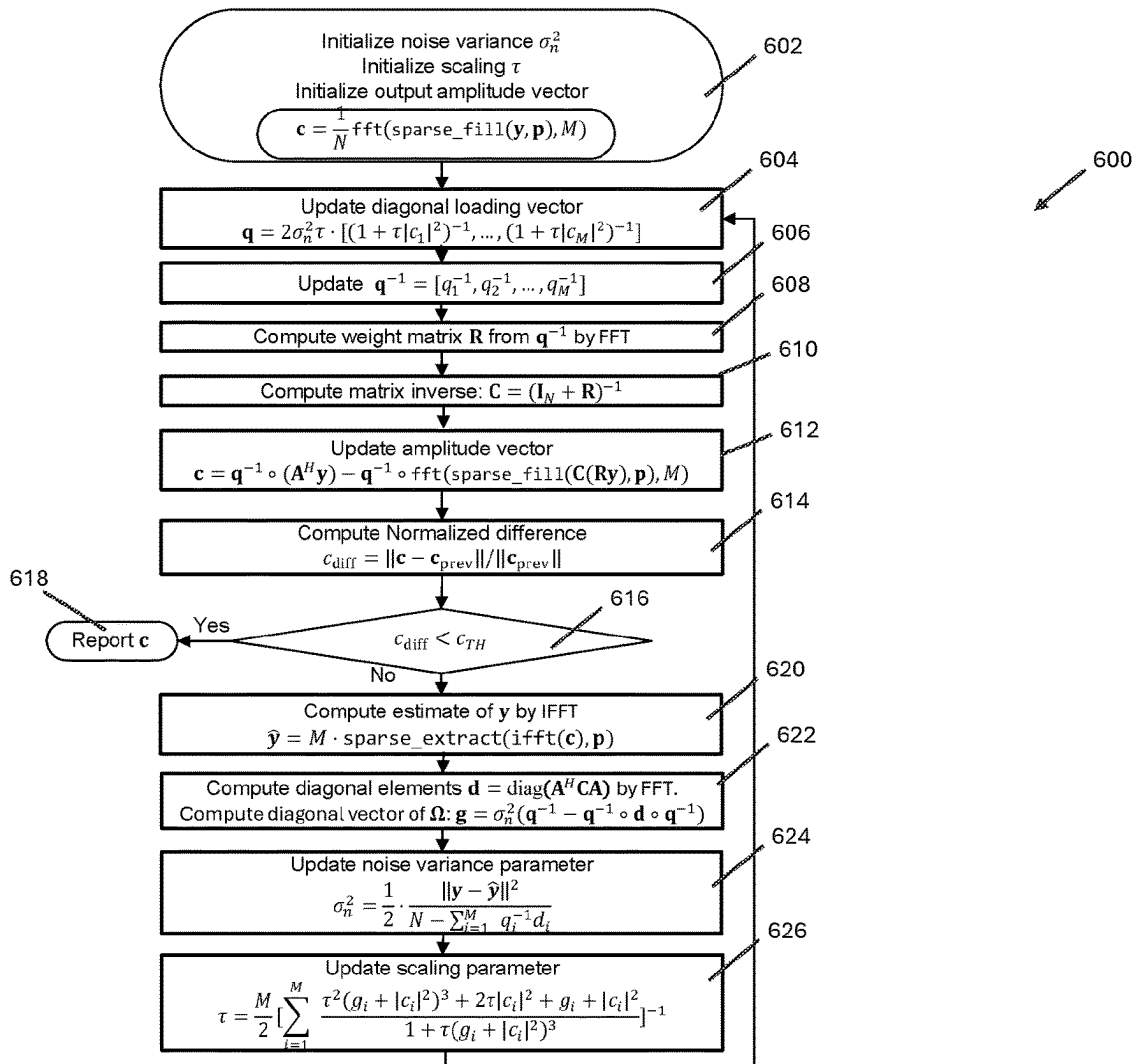 Initialize noise variance σ_n^2
Initialize scaling τ
Initialize output amplitude vector
c = 1/N fft(sparse_fill(y, p), M)
602
600
604
Update diagonal loading vector
q = 2σ_n^2 τ · [(1 + τ|c_1|^2)^-1, ..., (1 + τ|c_M|^2)^-1]
606
Update q^-1 = [q_1^-1, q_2^-1, ..., q_M^-1]
608
Compute weight matrix R from q^-1 by FFT
610
Compute matrix inverse: C = (I_N + R)^-1
612
Update amplitude vector
c = q^-1 ∘ (A^H y) − q^-1 ∘ fft(sparse_fill(C(Ry), p), M)
614
Compute Normalized difference
c_diff = ‖c − c_prev‖/‖c_prev‖
618
616
Report c
Yes
c_diff < c_TH
No
620
Compute estimate of y by IFFT
ŷ = M · sparse_extract(ifft(c), p)
622
Compute diagonal elements d = diag(A^H CA) by FFT.
Compute diagonal vector of Ω: g = σ_n^2(q^-1 − q^-1 ∘ d ∘ q^-1)
624
Update noise variance parameter
σ_n^2 = 1/2 · ‖y − ŷ‖^2 / (N − Σ_{i=1}^M q_i^-1 d_i)
626
Update scaling parameter
τ = M/2 [Σ_{i=1}^M (τ^2(g_i + |c_i|^2)^3 + 2τ|c_i|^2 + g_i + |c_i|^2) / (1 + τ(g_i + |c_i|^2)^3)]^-1